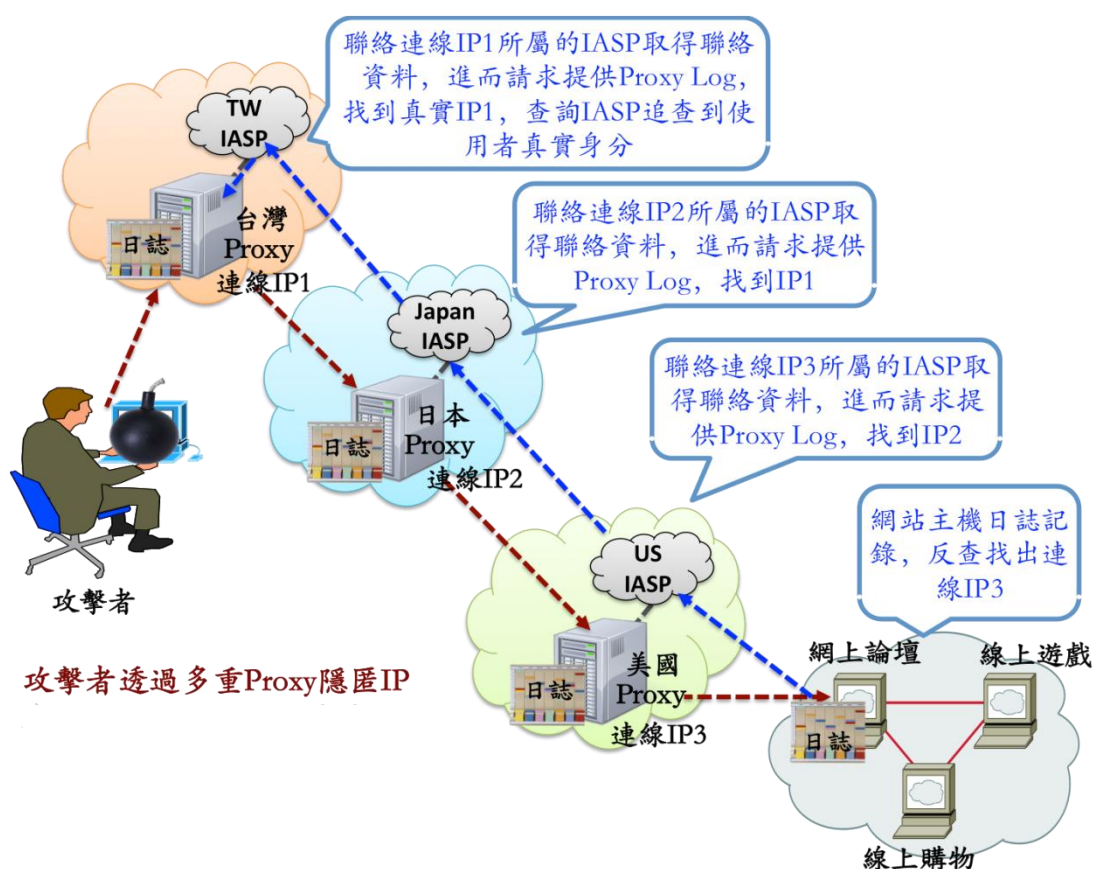 聯絡連線IP1所屬的IASP取得聯絡
資料，進而請求提供Proxy Log，
找到真實IP1，查詢IASP追查到使
用者真實身分
TW
IASP
台灣
Proxy
連線IP1
日誌
聯絡連線IP2所屬的IASP取
得聯絡資料，進而請求提供
Proxy Log，找到IP1
Japan
IASP
日本
Proxy
連線IP2
日誌
聯絡連線IP3所屬的IASP取
得聯絡資料，進而請求提
供Proxy Log，找到IP2
US
IASP
美國
Proxy
連線IP3
日誌
網站主機日誌記
錄，反查找出連
線IP3
網上論壇
線上遊戲
日誌
線上購物
攻擊者
攻擊者透過多重Proxy隱匿IP